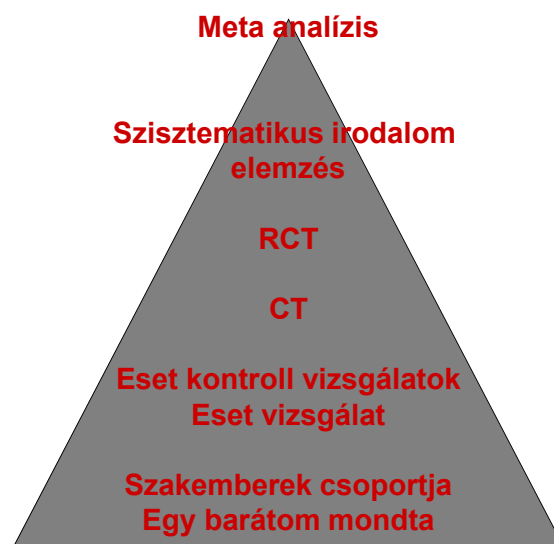 Meta analízis
Szisztematikus irodalom
elemzés
RCT
CT
Eset kontroll vizsgálatok
Eset vizsgálat
Szakemberek csoportja
Egy barátom mondta